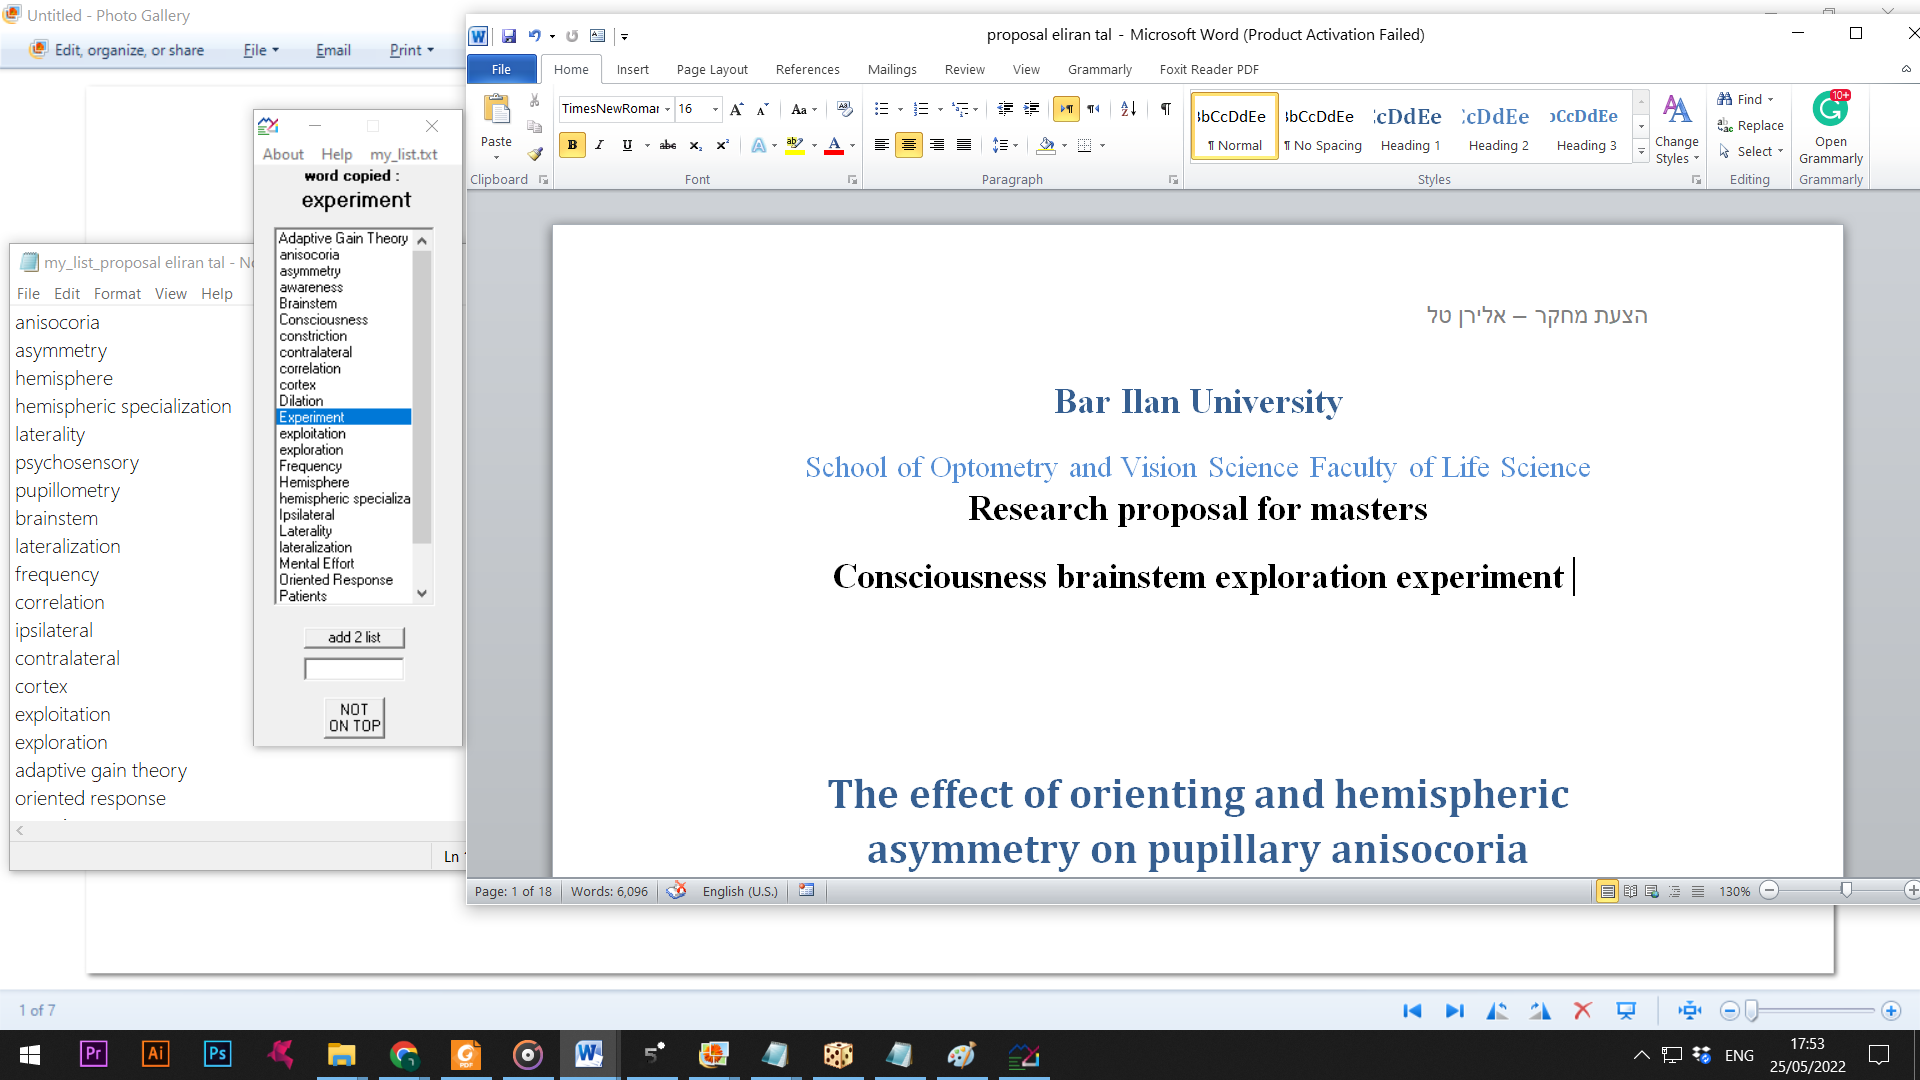 Untitled - Photo Gallery
Edit, organize, or share File Email Print
About Help my_list.txt
word copied :
experiment
Adaptive Gain Theory
anisocoria
asymmetry
awareness
Brainstem
Consciousness
constriction
contralateral
correlation
cortex
Dilation
Experiment
exploitation
exploration
Frequency
Hemisphere
hemispheric specializa
Ipsilateral
Laterality
lateralization
Mental Effort
Oriented Response
Patients
add 2 list
NOT
ON TOP
my_list_proposal eliran tal - No
File Edit Format View Help
anisocoria
asymmetry
hemisphere
hemispheric specialization
laterality
psychosensory
pupillometry
brainstem
lateralization
frequency
correlation
ipsilateral
contralateral
cortex
exploitation
exploration
adaptive gain theory
oriented response
Ln
proposal eliran tal - Microsoft Word (Product Activation Failed)
File Home Insert Page Layout References Mailings Review View Grammarly Foxit Reader PDF
Paste
Clipboard
TimesNewRomar 16
Font
Paragraph
bCcDdEe bCcDdEe cDdEe CcDdEe bCcDdEe
¶ Normal ¶ No Spacing Heading 1 Heading 2 Heading 3
Change
Styles
Styles
Find
Replace
Select
Editing
10+
Open
Grammarly
Grammarly
הצעת מחקר – אלירן טל
Bar Ilan University
School of Optometry and Vision Science Faculty of Life Science
Research proposal for masters
Consciousness brainstem exploration experiment
The effect of orienting and hemispheric
asymmetry on pupillary anisocoria
Page: 1 of 18 Words: 6,096 English (U.S.) 130%
1 of 7
Pr Ai Ps
ENG
17:53
25/05/2022